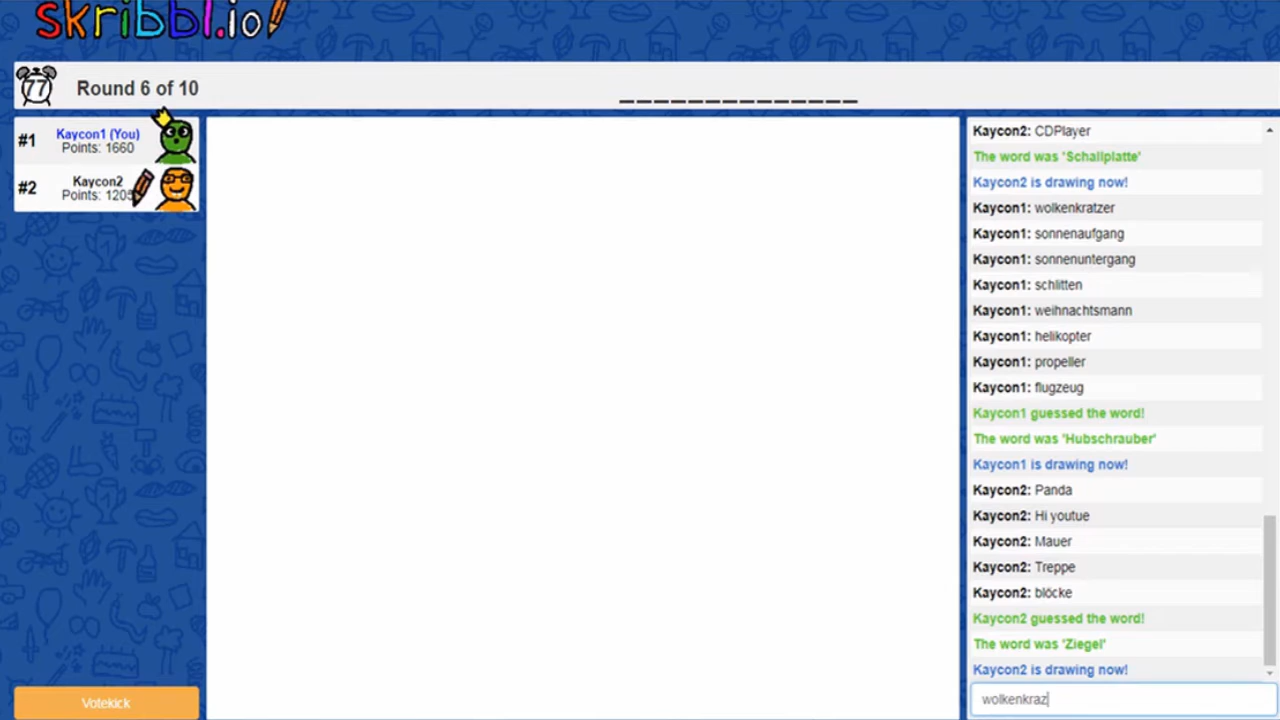 skribbl.io
77 Round 6 of 10 ______________
#1 Kaycon1 (You)
Points: 1660
#2 Kaycon2
Points: 1205
Kaycon2: CDPlayer
The word was 'Schallplatte'
Kaycon2 is drawing now!
Kaycon1: wolkenkratzer
Kaycon1: sonnenaufgang
Kaycon1: sonnenuntergang
Kaycon1: schlitten
Kaycon1: weihnachtsmann
Kaycon1: helikopter
Kaycon1: propeller
Kaycon1: flugzeug
Kaycon1 guessed the word!
The word was 'Hubschrauber'
Kaycon1 is drawing now!
Kaycon2: Panda
Kaycon2: Hi youtue
Kaycon2: Mauer
Kaycon2: Treppe
Kaycon2: blöcke
Kaycon2 guessed the word!
The word was 'Ziegel'
Kaycon2 is drawing now!
wolkenkraz
Votekick